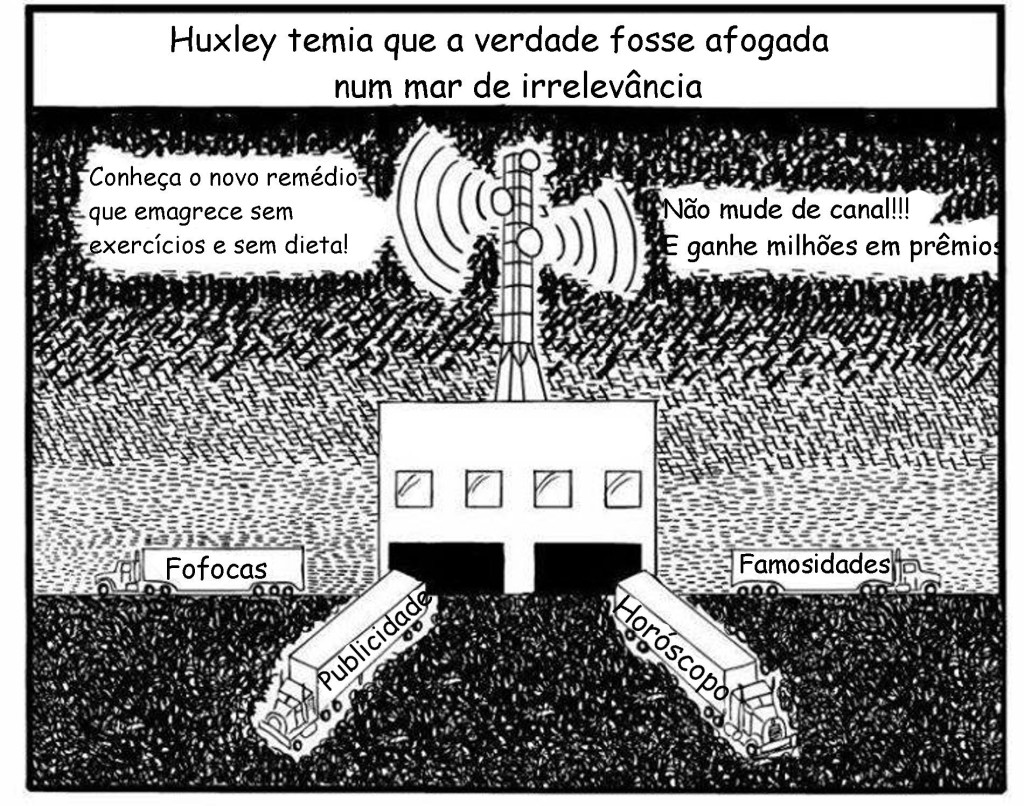 Huxley temia que a verdade fosse afogada
num mar de irrelevância
Conheça o novo remédio
que emagrece sem
exercícios e sem dieta!
Não mude de canal!!!
E ganhe milhões em prêmios
Fofocas
Famosidades
Publicidade
Horóscopo